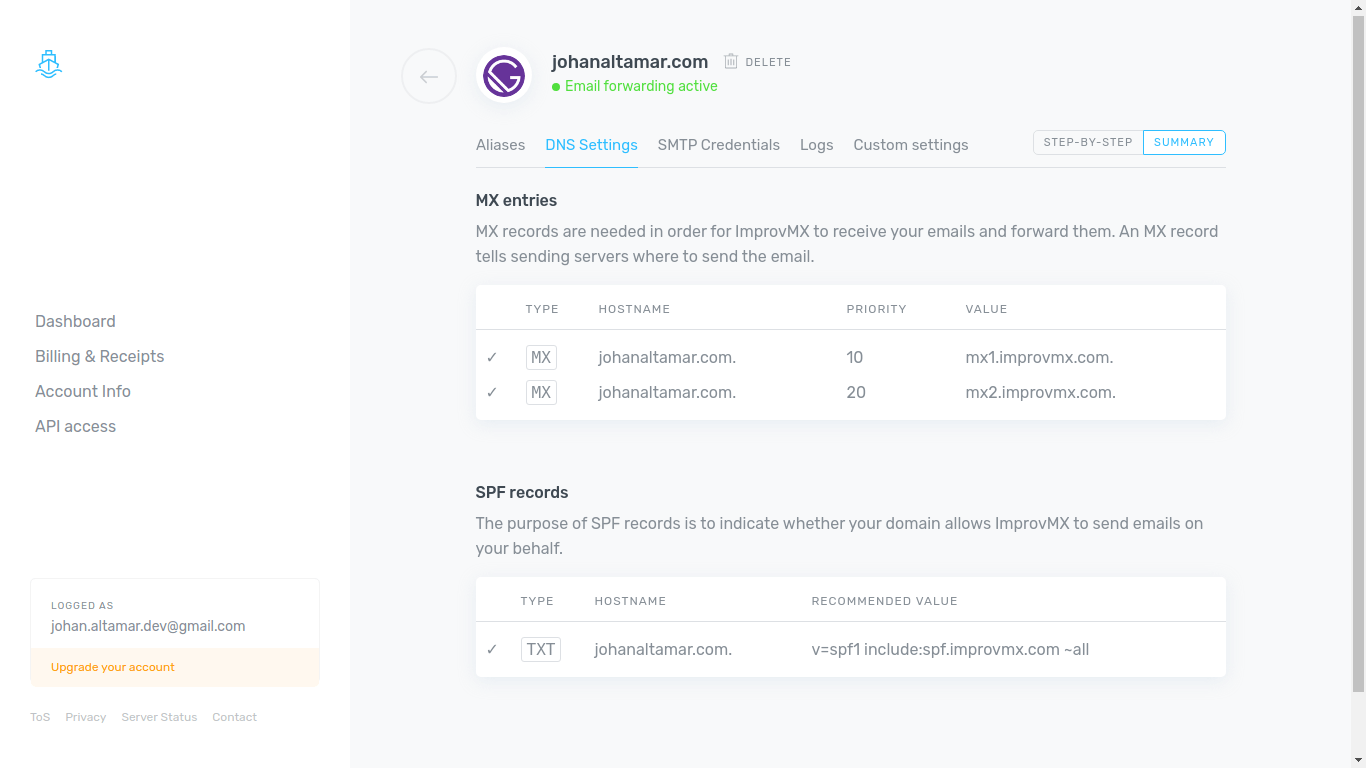 johanaltamar.com DELETE
Email forwarding active
Aliases DNS Settings SMTP Credentials Logs Custom settings STEP-BY-STEP SUMMARY
MX entries
MX records are needed in order for ImprovMX to receive your emails and forward them. An MX record
tells sending servers where to send the email.
TYPE HOSTNAME PRIORITY VALUE
✓ MX johanaltamar.com. 10 mx1.improvmx.com.
✓ MX johanaltamar.com. 20 mx2.improvmx.com.
SPF records
The purpose of SPF records is to indicate whether your domain allows ImprovMX to send emails on
your behalf.
TYPE HOSTNAME RECOMMENDED VALUE
✓ TXT johanaltamar.com. v=spf1 include:spf.improvmx.com ~all
Dashboard
Billing & Receipts
Account Info
API access
LOGGED AS
johan.altamar.dev@gmail.com
Upgrade your account
ToS Privacy Server Status Contact